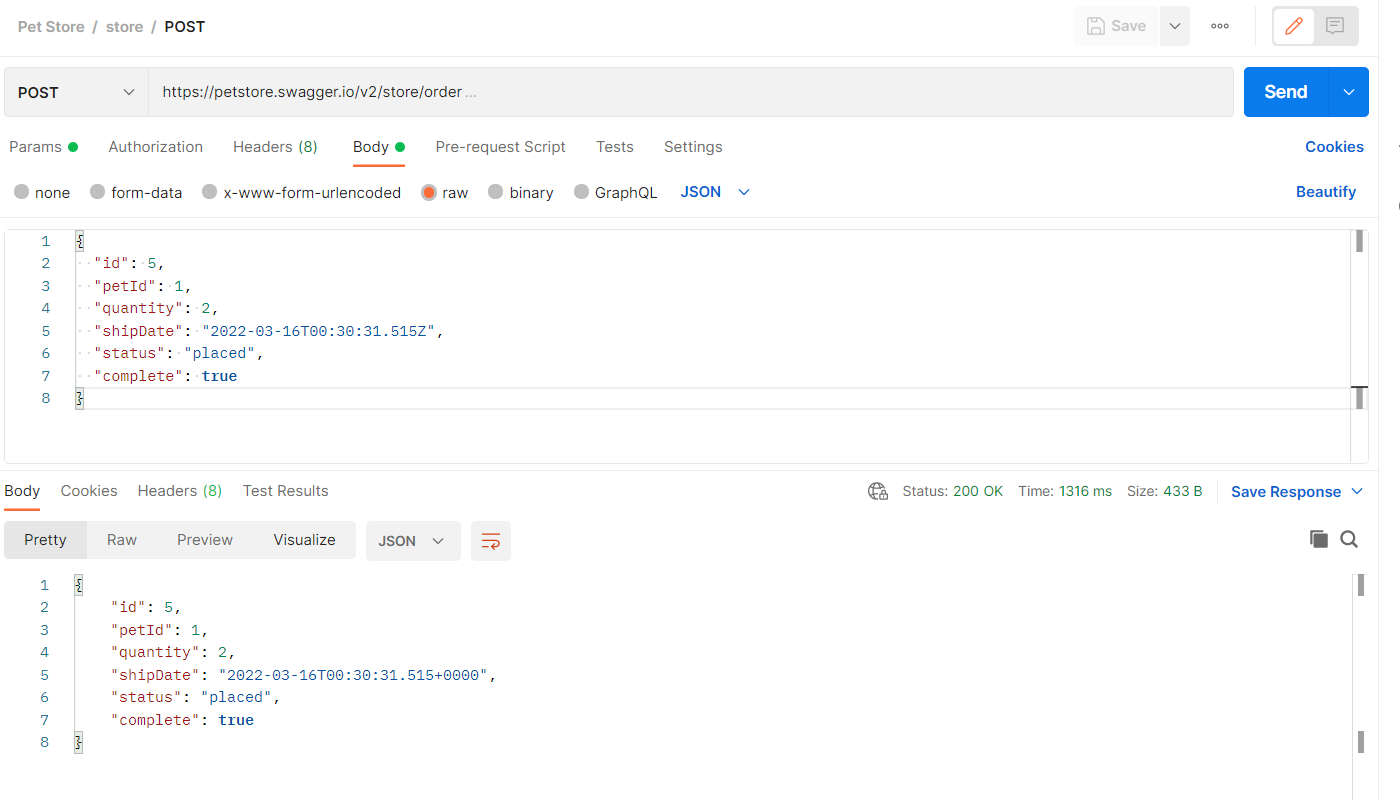 Pet Store / store / POST
Save
POST https://petstore.swagger.io/v2/store/order ... Send
Params Authorization Headers (8) Body Pre-request Script Tests Settings Cookies
none form-data x-www-form-urlencoded raw binary GraphQL JSON Beautify
1 {
2 "id": 5,
3 "petId": 1,
4 "quantity": 2,
5 "shipDate": "2022-03-16T00:30:31.515Z",
6 "status": "placed",
7 "complete": true
8 }
Body Cookies Headers (8) Test Results Status: 200 OK Time: 1316 ms Size: 433 B Save Response
Pretty Raw Preview Visualize JSON
1 {
2 "id": 5,
3 "petId": 1,
4 "quantity": 2,
5 "shipDate": "2022-03-16T00:30:31.515+0000",
6 "status": "placed",
7 "complete": true
8 }